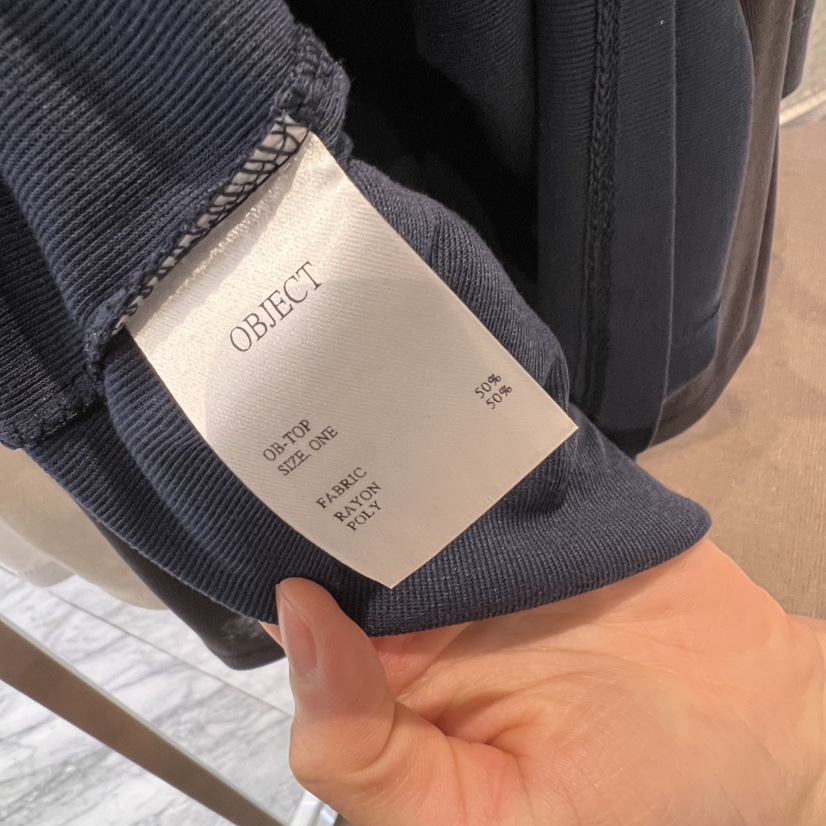 OBJECT
OB-TOP
SIZE. ONE
FABRIC
RAYON 50%
POLY 50%